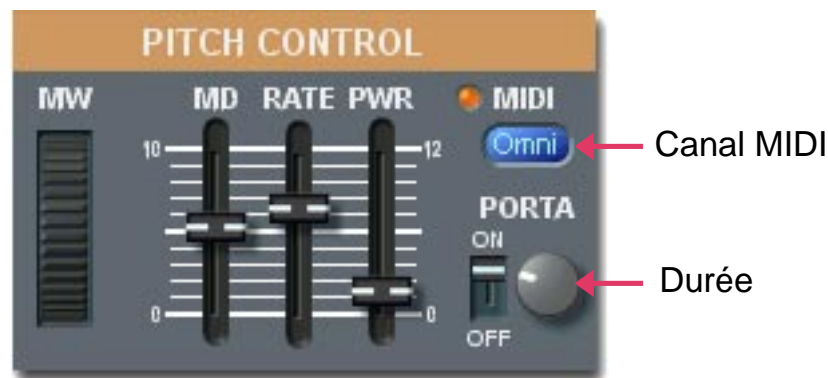 PITCH CONTROL
MW MD RATE PWR MIDI
10 12 Omni Canal MIDI
PORTA
ON
Durée
0 0
OFF